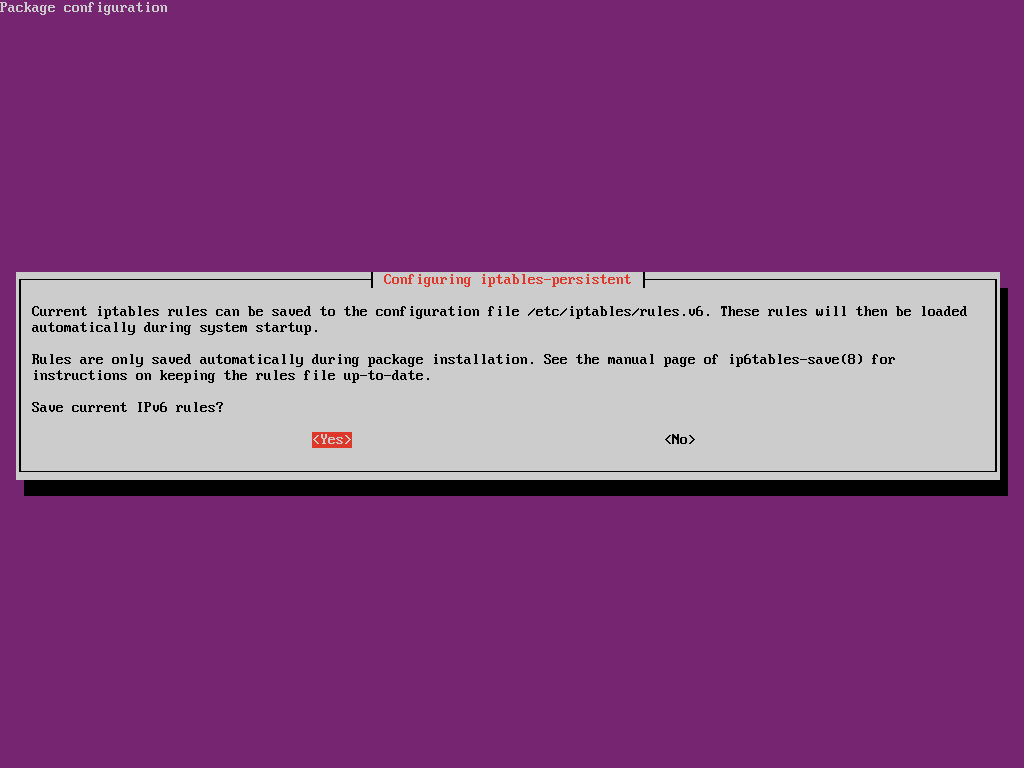 Package configuration
Configuring iptables-persistent
Current iptables rules can be saved to the configuration file /etc/iptables/rules.v6. These rules will then be loaded
automatically during system startup.
Rules are only saved automatically during package installation. See the manual page of ip6tables-save(8) for
instructions on keeping the rules file up-to-date.
Save current IPv6 rules?
<Yes> <No>